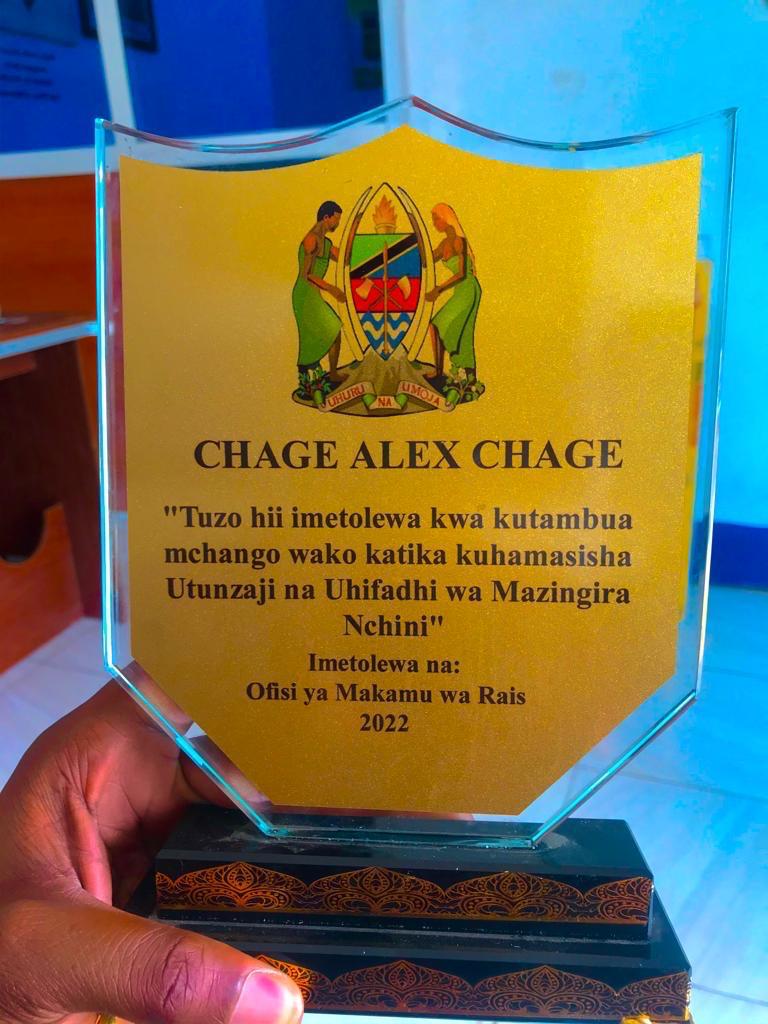 UHURU NA UMOJA
CHAGE ALEX CHAGE
"Tuzo hii imetolewa kwa kutambua
mchango wako katika kuhamasisha
Utunzaji na Uhifadhi wa Mazingira
Nchini"
Imetolewa na:
Ofisi ya Makamu wa Rais
2022